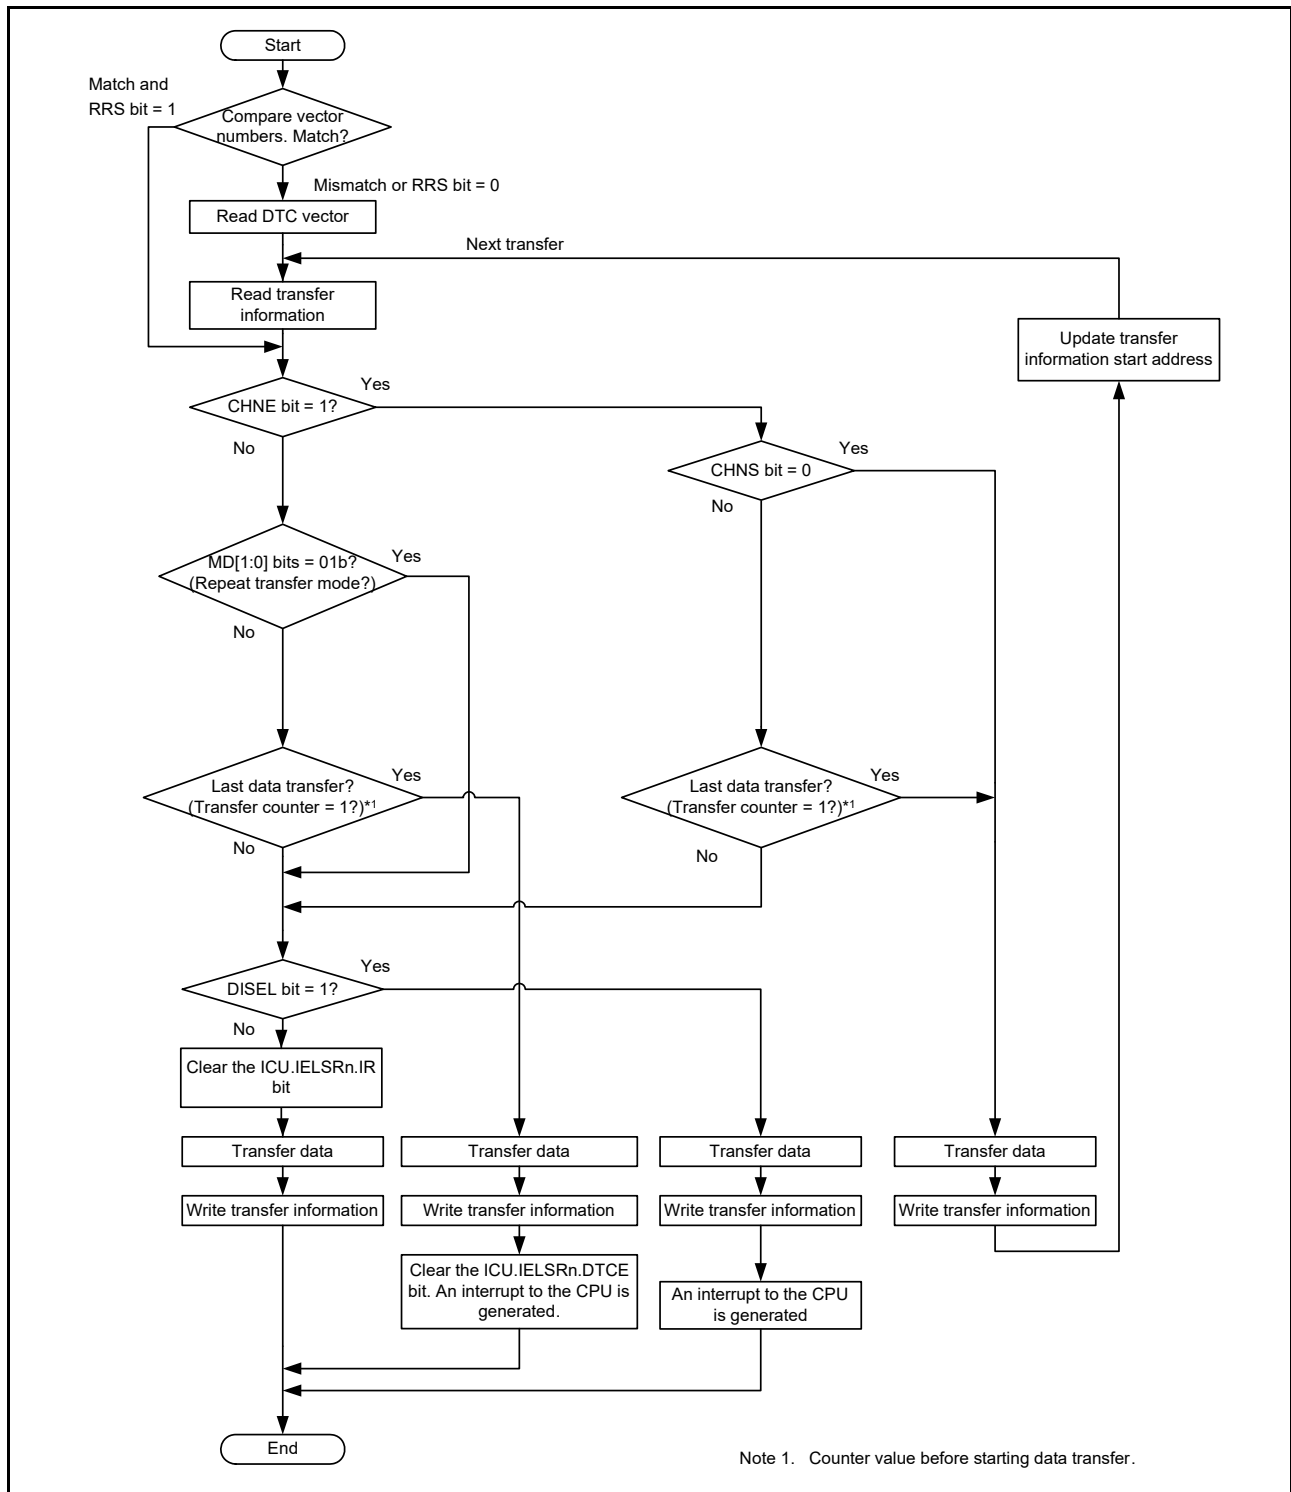 Start
Match and
RRS bit = 1
Compare vector
numbers. Match?
Mismatch or RRS bit = 0
Read DTC vector
Next transfer
Read transfer
information
Update transfer
information start address
Yes
CHNE bit = 1?
No
Yes
CHNS bit = 0
No
MD[1:0] bits = 01b?
(Repeat transfer mode?)
Yes
No
Last data transfer?
(Transfer counter = 1?)*1
Yes
No
Last data transfer?
(Transfer counter = 1?)*1
Yes
No
Yes
DISEL bit = 1?
No
Clear the ICU.IELSRn.IR
bit
Transfer data
Transfer data
Transfer data
Transfer data
Write transfer information
Write transfer information
Write transfer information
Write transfer information
Clear the ICU.IELSRn.DTCE
bit. An interrupt to the CPU is
generated.
An interrupt to the CPU
is generated
End
Note 1. Counter value before starting data transfer.